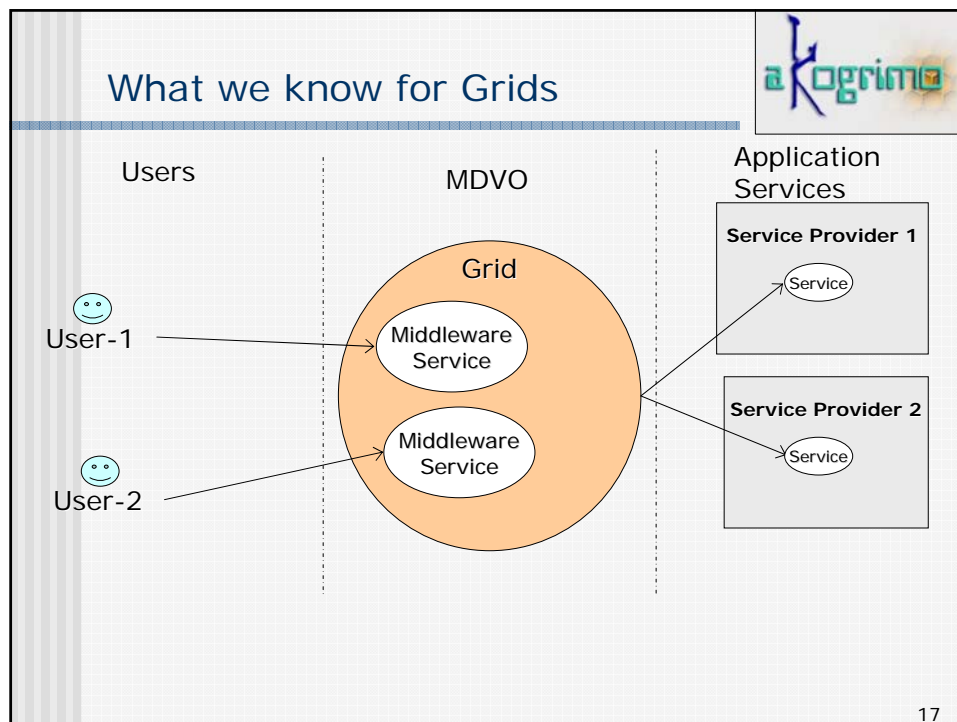 What we know for Grids
akogrimo
Users
MDVO
Application
Services
Grid
User-1
Middleware
Service
User-2
Middleware
Service
Service Provider 1
Service
Service Provider 2
Service
17